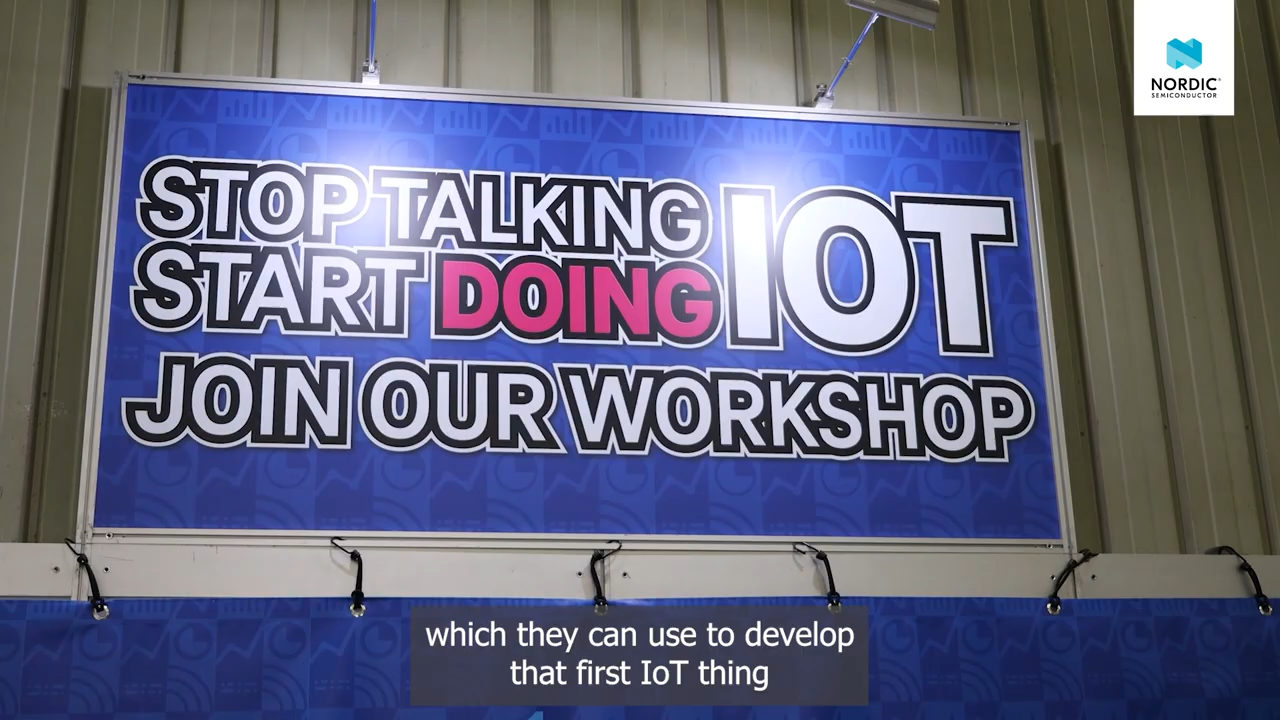 NORDIC
SEMICONDUCTOR
STOP TALKING
START DOING
IOT
JOIN OUR WORKSHOP
which they can use to develop
that first IoT thing